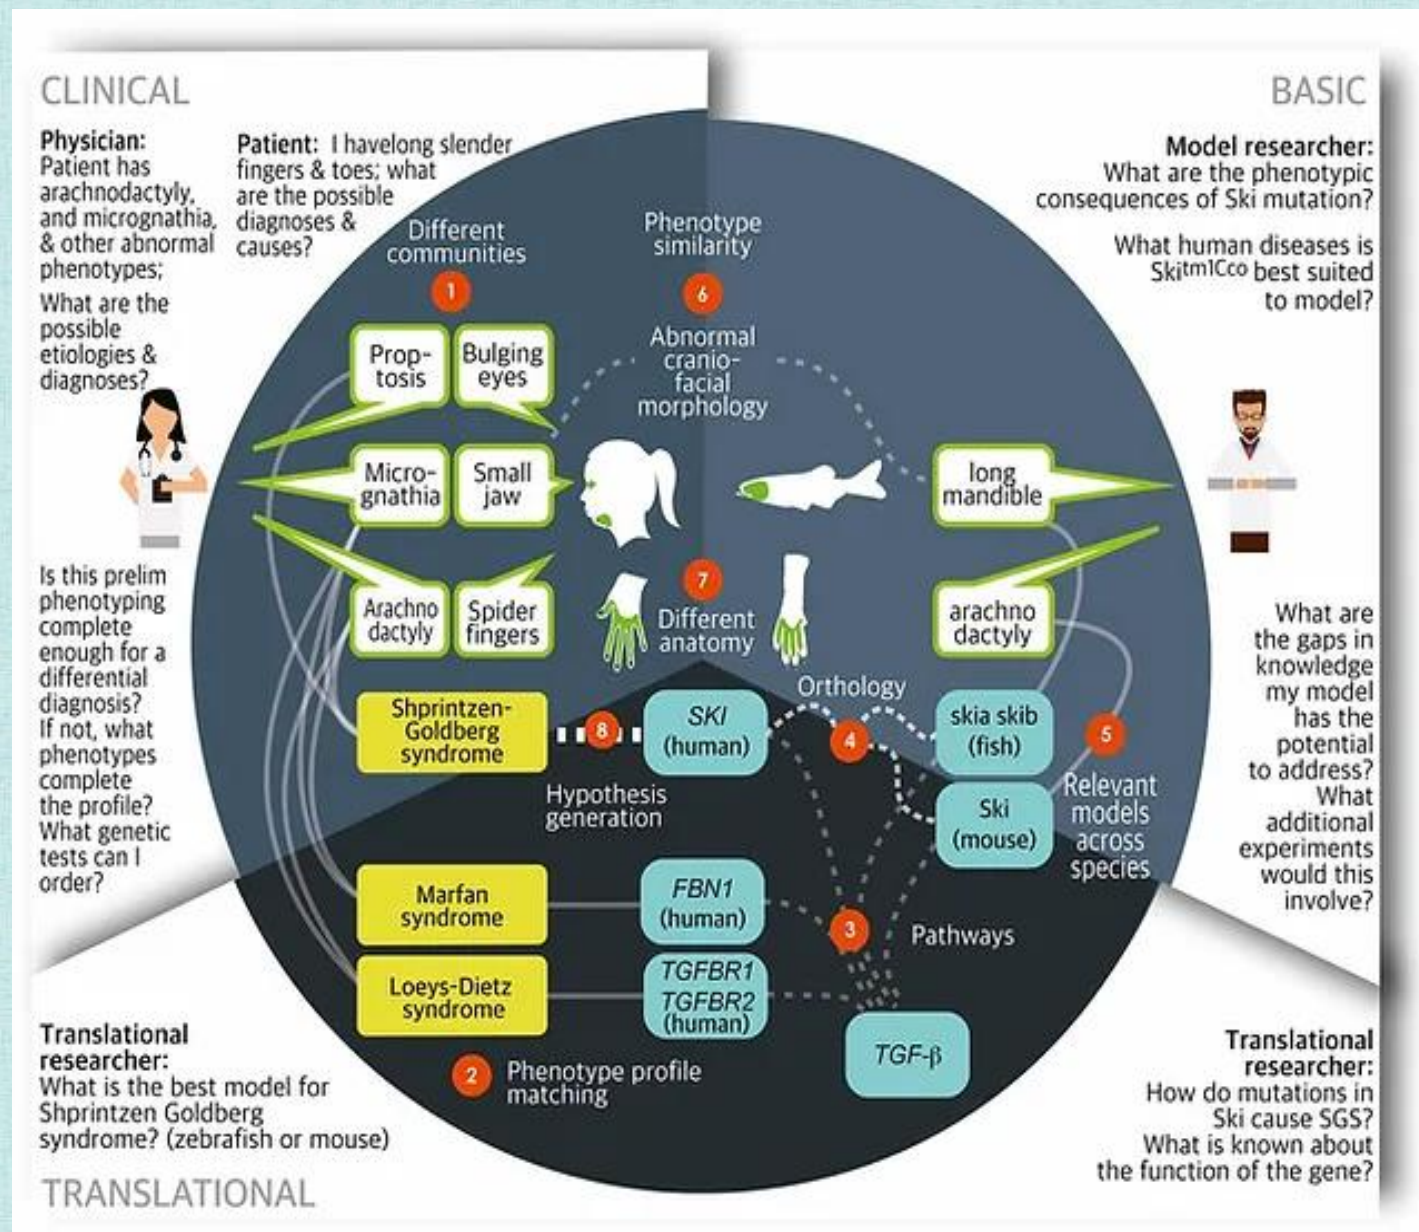 CLINICAL
Physician:
Patient has
arachnodactyly,
and micrognathia,
& other abnormal
phenotypes;
What are the
possible
etiologies &
diagnoses?
Patient: I havelong slender
fingers & toes; what
are the possible
diagnoses &
causes?
BASIC
Model researcher:
What are the phenotypic
consequences of Ski mutation?
What human diseases is
Skitm1Cco best suited
to model?
Different
communities
1
Phenotype
similarity
6
Abnormal
cranio-
facial
morphology
Prop-
tosis
Bulging
eyes
Micro-
gnathia
Small
jaw
long
mandible
Arachno
dactyly
Spider
fingers
7
Different
anatomy
arachno
dactyly
Is this prelim
phenotyping
complete
enough for a
differential
diagnosis?
If not, what
phenotypes
complete
the profile?
What genetic
tests can I
order?
What are
the gaps in
knowledge
my model
has the
potential
to address?
What
additional
experiments
would this
involve?
Shprintzen-
Goldberg
syndrome
8
Hypothesis
generation
SKI
(human)
Orthology
4
skia skib
(fish)
5
Ski
(mouse)
Relevant
models
across
species
Marfan
syndrome
FBN1
(human)
3
Pathways
Loeys-Dietz
syndrome
TGFBR1
TGFBR2
(human)
TGF-β
2
Phenotype profile
matching
Translational
researcher:
What is the best model for
Shprintzen Goldberg
syndrome? (zebrafish or mouse)
TRANSLATIONAL
Translational
researcher:
How do mutations in
Ski cause SGS?
What is known about
the function of the gene?